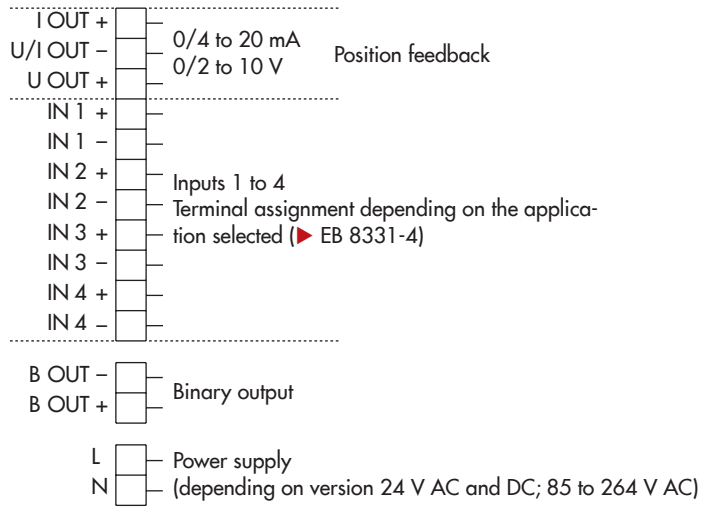 I OUT +
U/I OUT –
U OUT +
0/4 to 20 mA
0/2 to 10 V
Position feedback
IN 1 +
IN 1 –
IN 2 +
IN 2 –
IN 3 +
IN 3 –
IN 4 +
IN 4 –
Inputs 1 to 4
Terminal assignment depending on the applica-
tion selected (▶ EB 8331-4)
B OUT –
B OUT +
Binary output
L
N
Power supply
(depending on version 24 V AC and DC; 85 to 264 V AC)